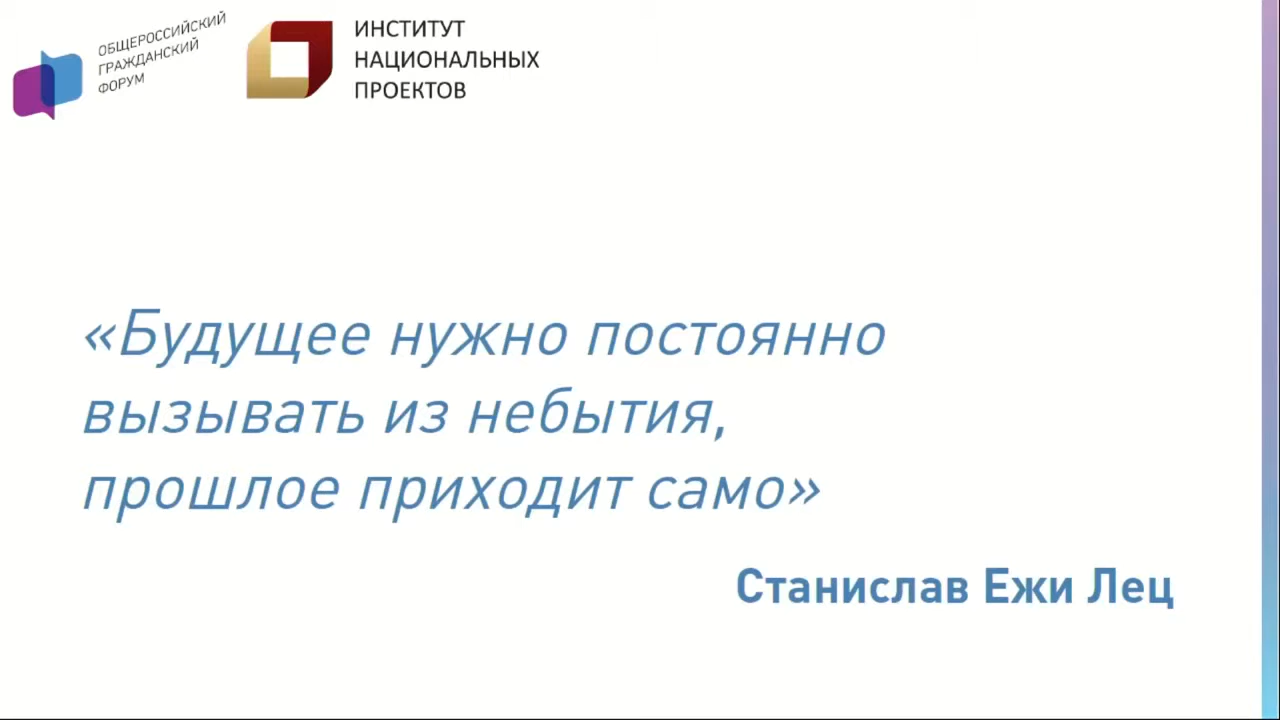 ОБЩЕРОССИЙСКИЙ
ГРАЖДАНСКИЙ
ФОРУМ
ИНСТИТУТ
НАЦИОНАЛЬНЫХ
ПРОЕКТОВ
«Будущее нужно постоянно
вызывать из небытия,
прошлое приходит само»
Станислав Ежи Лец